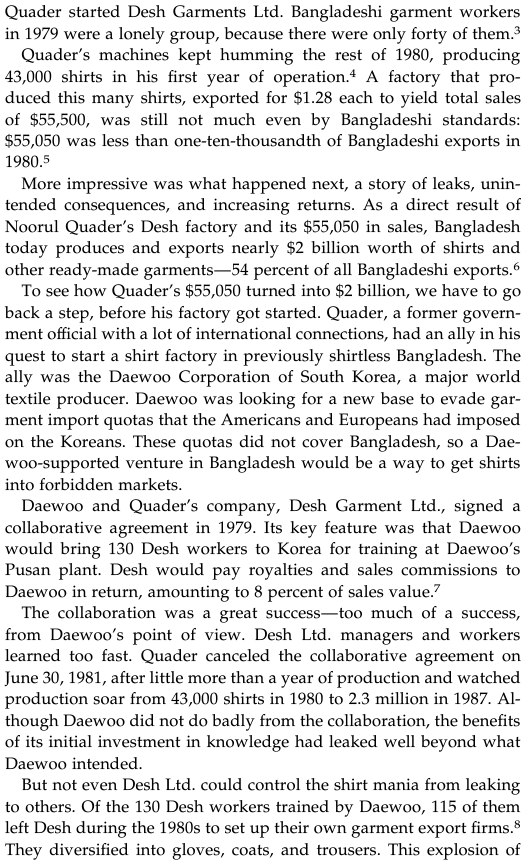 Quader started Desh Garments Ltd. Bangladeshi garment workers
in 1979 were a lonely group, because there were only forty of them.³
Quader's machines kept humming the rest of 1980, producing
43,000 shirts in his first year of operation.⁴ A factory that pro-
duced this many shirts, exported for $1.28 each to yield total sales
of $55,500, was still not much even by Bangladeshi standards:
$55,050 was less than one-ten-thousandth of Bangladeshi exports in
1980.⁵
More impressive was what happened next, a story of leaks, unin-
tended consequences, and increasing returns. As a direct result of
Noorul Quader's Desh factory and its $55,050 in sales, Bangladesh
today produces and exports nearly $2 billion worth of shirts and
other ready-made garments—54 percent of all Bangladeshi exports.⁶
To see how Quader's $55,050 turned into $2 billion, we have to go
back a step, before his factory got started. Quader, a former govern-
ment official with a lot of international connections, had an ally in his
quest to start a shirt factory in previously shirtless Bangladesh. The
ally was the Daewoo Corporation of South Korea, a major world
textile producer. Daewoo was looking for a new base to evade gar-
ment import quotas that the Americans and Europeans had imposed
on the Koreans. These quotas did not cover Bangladesh, so a Dae-
woo-supported venture in Bangladesh would be a way to get shirts
into forbidden markets.
Daewoo and Quader's company, Desh Garment Ltd., signed a
collaborative agreement in 1979. Its key feature was that Daewoo
would bring 130 Desh workers to Korea for training at Daewoo's
Pusan plant. Desh would pay royalties and sales commissions to
Daewoo in return, amounting to 8 percent of sales value.⁷
The collaboration was a great success—too much of a success,
from Daewoo's point of view. Desh Ltd. managers and workers
learned too fast. Quader canceled the collaborative agreement on
June 30, 1981, after little more than a year of production and watched
production soar from 43,000 shirts in 1980 to 2.3 million in 1987. Al-
though Daewoo did not do badly from the collaboration, the benefits
of its initial investment in knowledge had leaked well beyond what
Daewoo intended.
But not even Desh Ltd. could control the shirt mania from leaking
to others. Of the 130 Desh workers trained by Daewoo, 115 of them
left Desh during the 1980s to set up their own garment export firms.⁸
They diversified into gloves, coats, and trousers. This explosion of